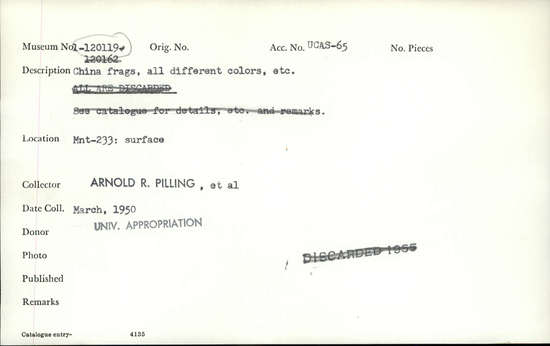 Museum No. 1-120119+ Orig. No. Acc. No. UCAS-65 No. Pieces
120162
Description China frags, all different colors, etc.
ALL ARE DISCARDED
See catalogue for details, etc. and remarks.
Location Mnt-233: surface
Collector ARNOLD R. PILLING, et al
Date Coll. March, 1950
Donor UNIV. APPROPRIATION
Photo DISCARDED 1965
Published
Remarks
Catalogue entry- 4135